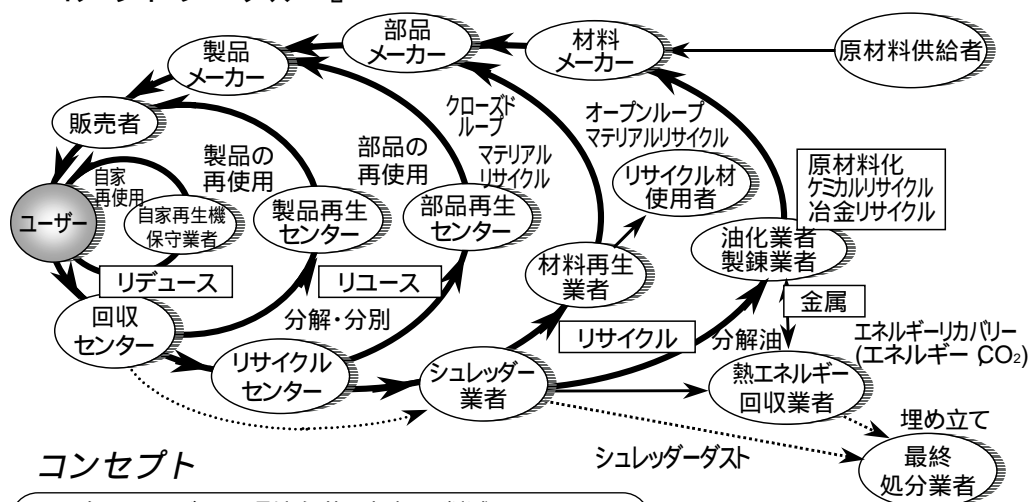 部品
メーカー
材料
メーカー
原材料供給者
製品
メーカー
販売者
クローズド
ループ
マテリアル
リサイクル
オープンループ
マテリアルリサイクル
製品の
再使用
部品の
再使用
自家
再使用
リサイクル材
使用者
原材料化
ケミカルリサイクル
冶金リサイクル
ユーザー
自家再生機
保守業者
製品再生
センター
部品再生
センター
油化業者
製錬業者
材料再生
業者
リデュース
リユース
金属
回収
センター
分解・分別
リサイクル
分解油
エネルギーリカバリー
(エネルギー CO2)
リサイクル
センター
シュレッダー
業者
熱エネルギー
回収業者
埋め立て
シュレッダーダスト
最終
処分業者
コンセプト